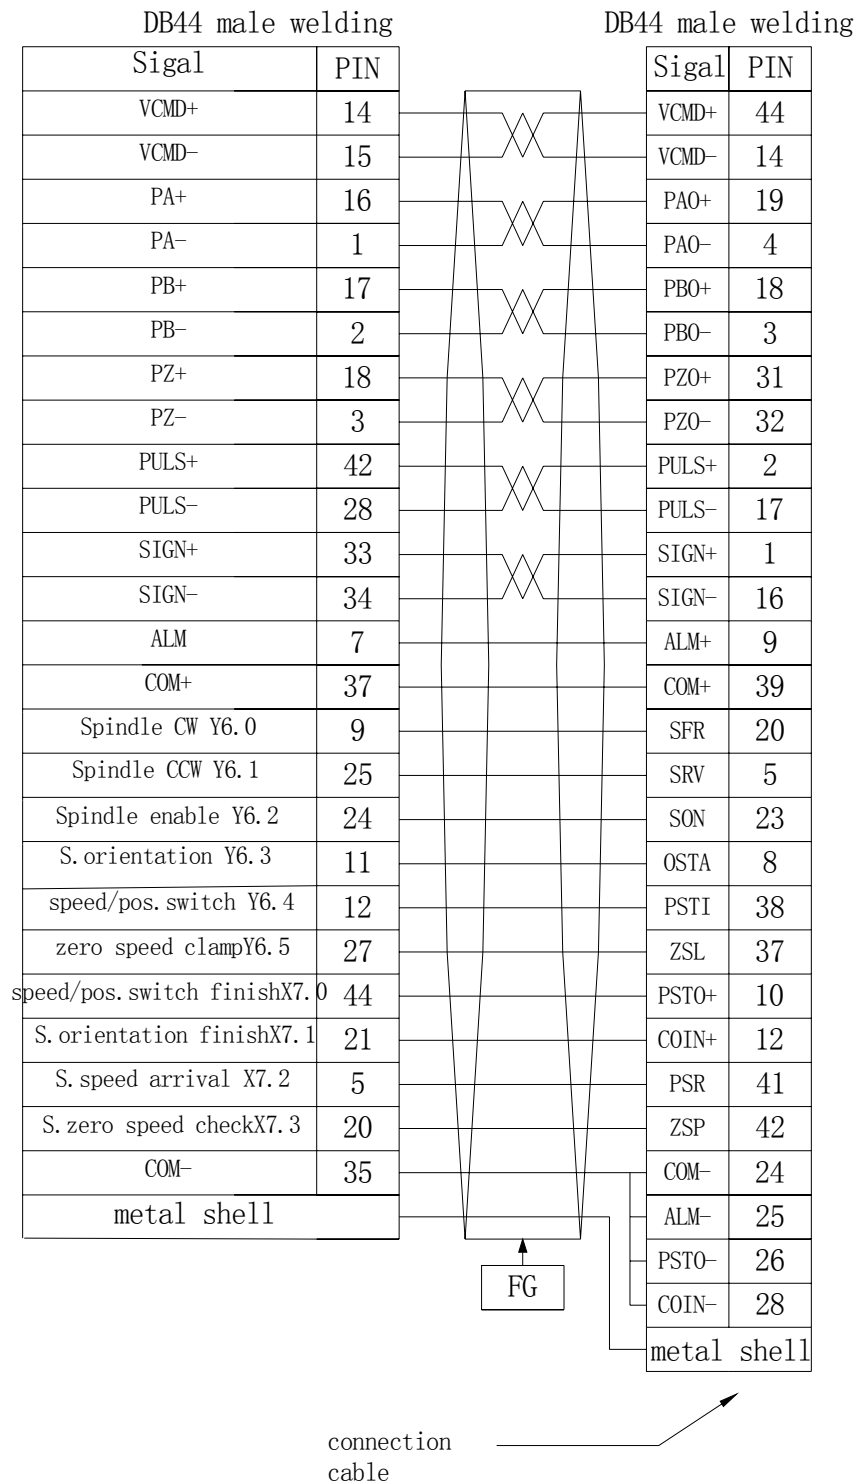 DB44 male welding DB44 male welding
Sigal PIN Sigal PIN
VCMD+ 14 VCMD+ 44
VCMD- 15 VCMD- 14
PA+ 16 PAO+ 19
PA- 1 PAO- 4
PB+ 17 PBO+ 18
PB- 2 PBO- 3
PZ+ 18 PZO+ 31
PZ- 3 PZO- 32
PULS+ 42 PULS+ 2
PULS- 28 PULS- 17
SIGN+ 33 SIGN+ 1
SIGN- 34 SIGN- 16
ALM 7 ALM+ 9
COM+ 37 COM+ 39
Spindle CW Y6.0 9 SFR 20
Spindle CCW Y6.1 25 SRV 5
Spindle enable Y6.2 24 SON 23
S.orientation Y6.3 11 OSTA 8
speed/pos.switch Y6.4 12 PSTI 38
zero speed clampY6.5 27 ZSL 37
speed/pos.switch finishX7.0 44 PSTO+ 10
S.orientation finishX7.1 21 COIN+ 12
S.speed arrival X7.2 5 PSR 41
S.zero speed checkX7.3 20 ZSP 42
COM- 35 COM- 24
metal shell ALM- 25
FG PSTO- 26
COIN- 28
metal shell
connection
cable